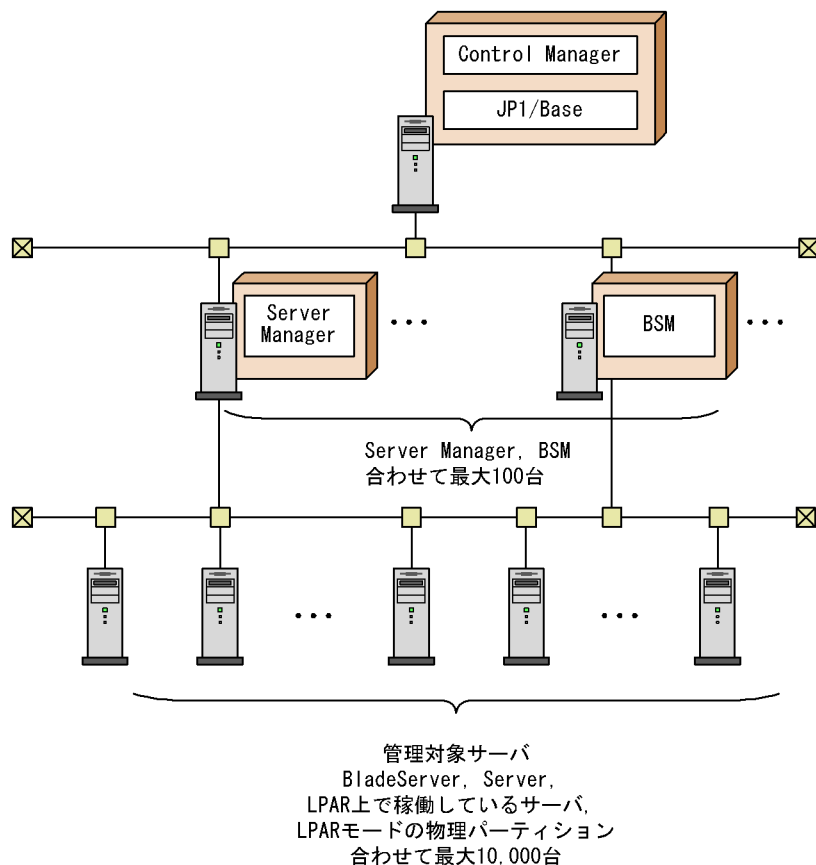 Control Manager
JP1/Base
Server
Manager
・・・
BSM
・・・
Server Manager, BSM
合わせて最大100台
・・・
・・・
管理対象サーバ
BladeServer, Server,
LPAR上で稼働しているサーバ,
LPARモードの物理パーティション
合わせて最大10,000台